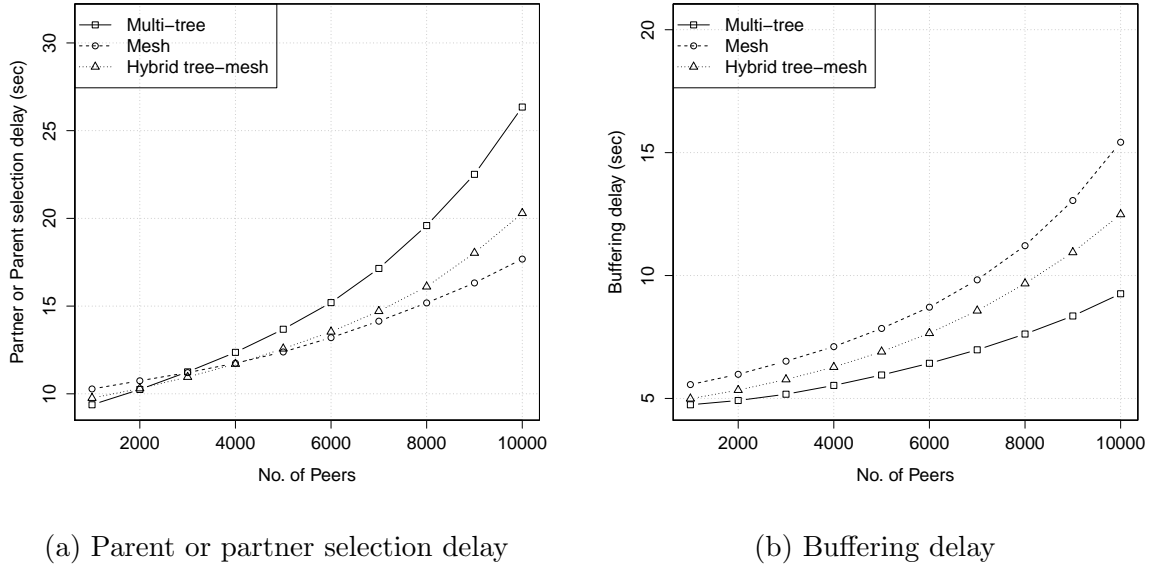 Multi−tree
Mesh
Hybrid tree−mesh
Partner or Parent selection delay (sec)
10
15
20
25
30
2000
4000
6000
8000
10000
No. of Peers
(a) Parent or partner selection delay
Multi−tree
Mesh
Hybrid tree−mesh
Buffering delay (sec)
5
10
15
20
2000
4000
6000
8000
10000
No. of Peers
(b) Buffering delay